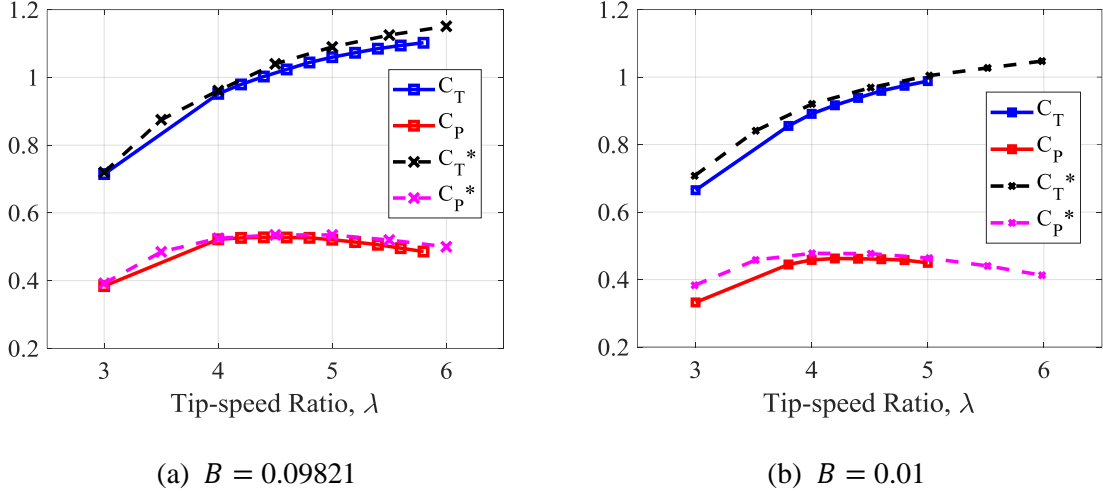 1.2
1
0.8
0.6
0.4
0.2
3
4
5
6
Tip-speed Ratio, λ
C_T
C_P
C_T*
C_P*
(a) B = 0.09821
1.2
1
0.8
0.6
0.4
0.2
3
4
5
6
Tip-speed Ratio, λ
C_T
C_P
C_T*
C_P*
(b) B = 0.01